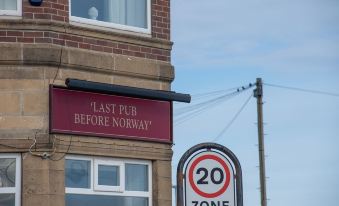 'LAST PUB
BEFORE NORWAY'
20
ZONE